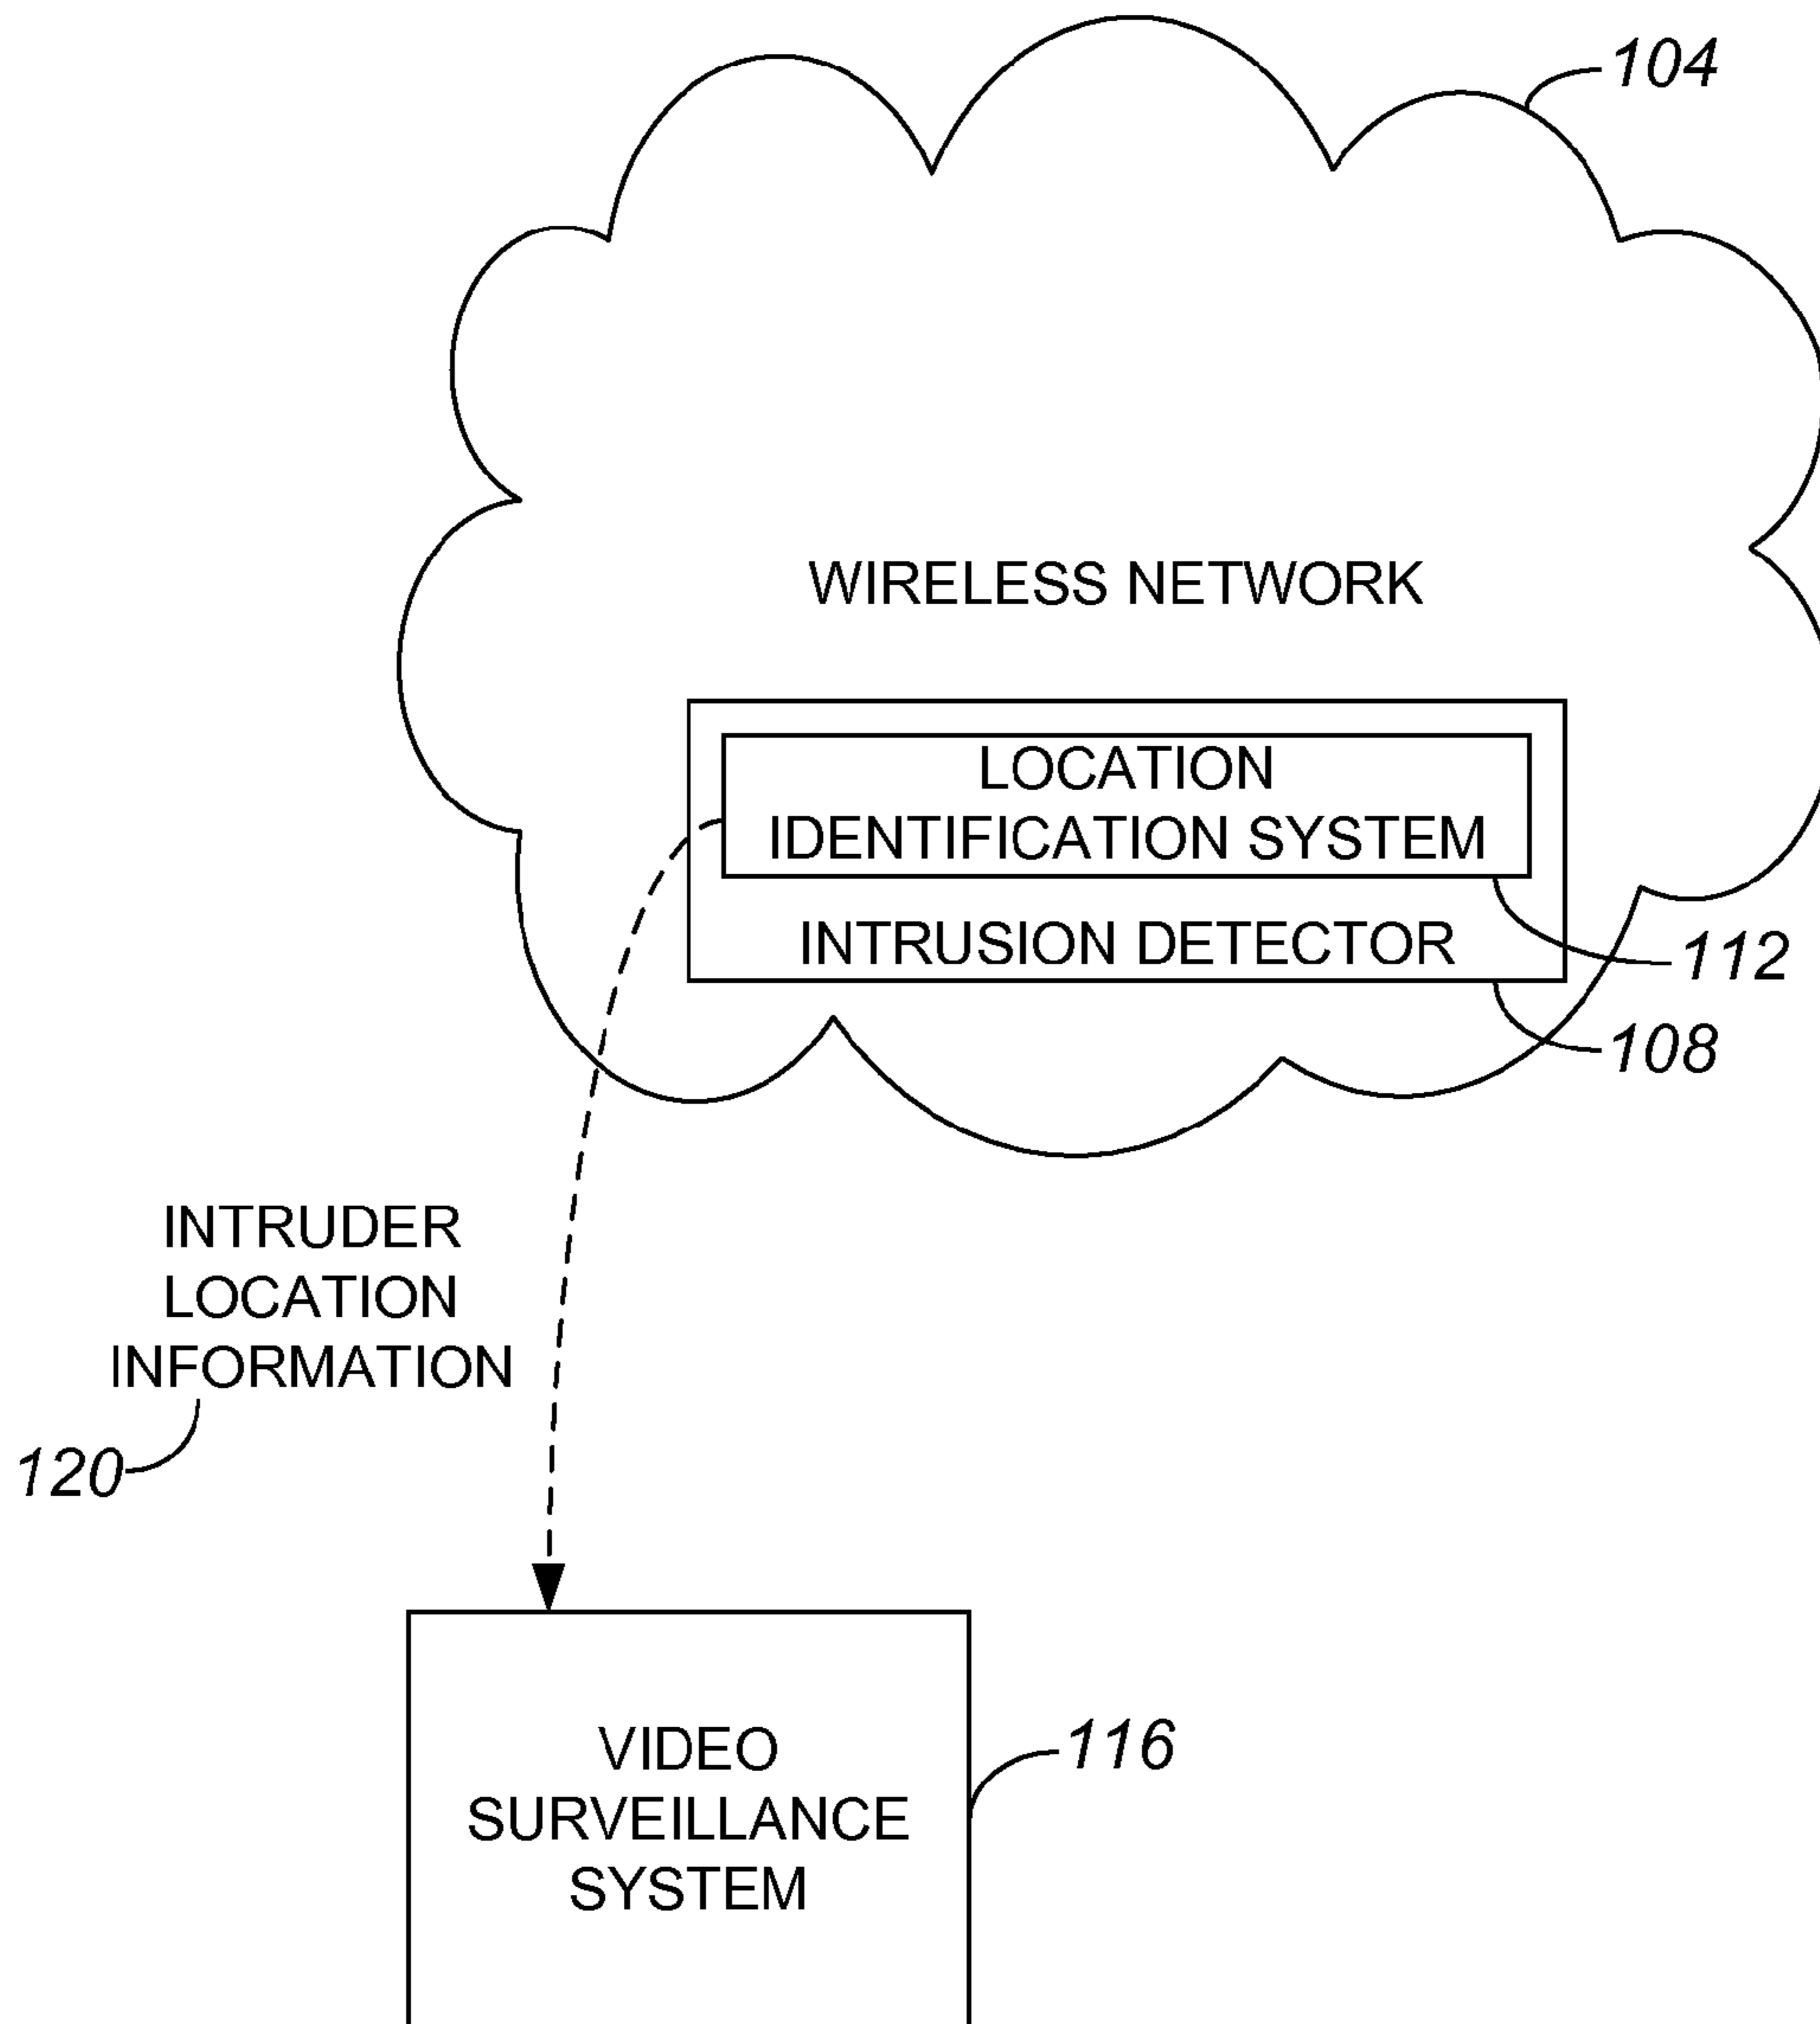 104
WIRELESS NETWORK
LOCATION
IDENTIFICATION SYSTEM
INTRUSION DETECTOR
112
108
INTRUDER
LOCATION
INFORMATION
120
VIDEO
SURVEILLANCE
SYSTEM
116